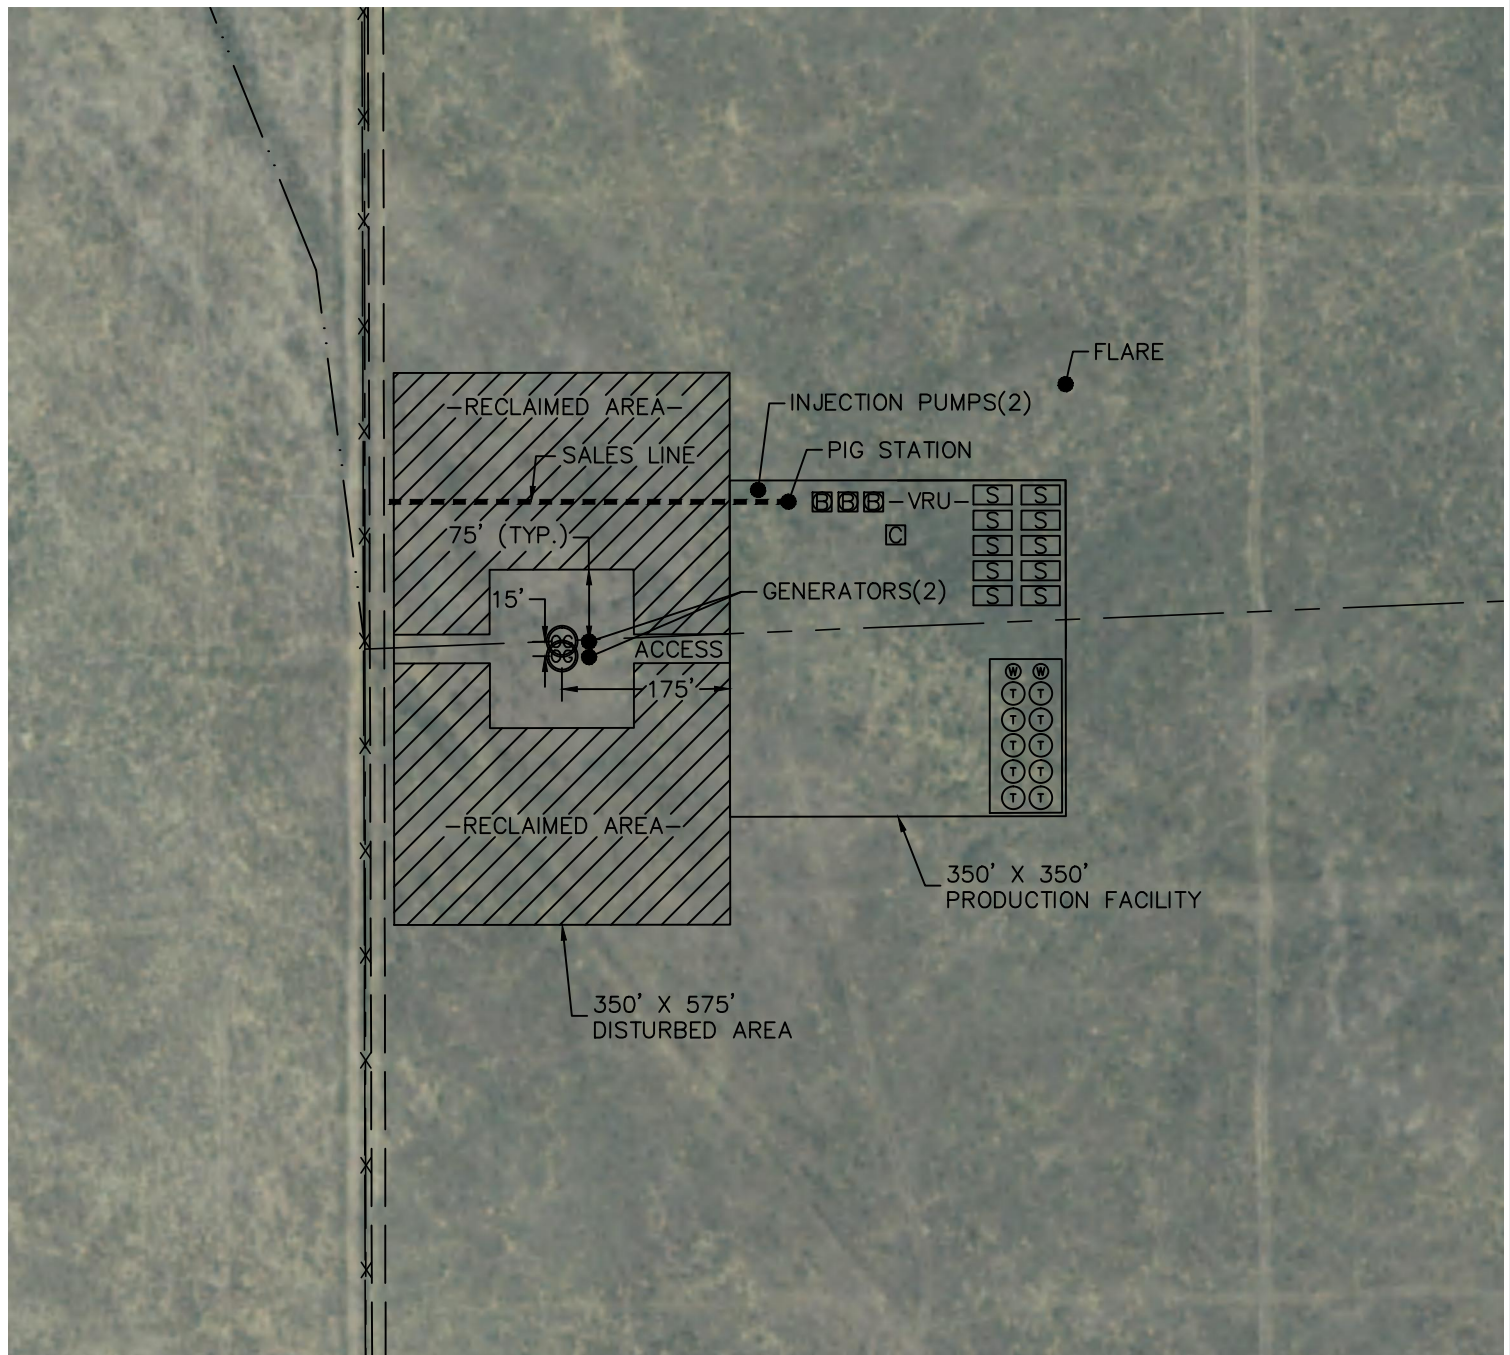 FLARE
-RECLAIMED AREA-
INJECTION PUMPS(2)
SALES LINE
PIG STATION
B B B -VRU- S S
C S S
75' (TYP.)
S S
S S
S S
15'
GENERATORS(2)
ACCESS
175'
W W
T T
T T
T T
T T
T T
-RECLAIMED AREA-
350' X 350'
PRODUCTION FACILITY
350' X 575'
DISTURBED AREA